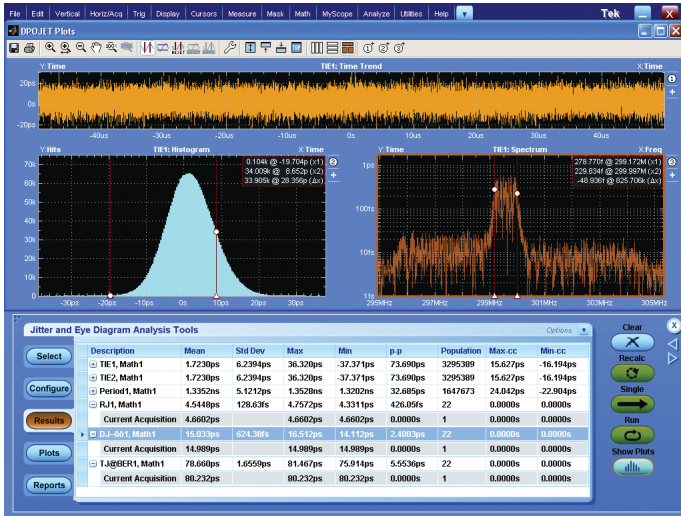 File Edit Vertical Horiz/Acq Trig Display Cursors Measure Mask Math MyScope Analyze Utilities Help Tek X
DPOJET Plots
Y:Time TIE1: Time Trend X:Time
20ps
0s
-20ps
-40us -30us -20us -10us 0s 10us 20us 30us 40us
1
+
Y:Hits TIE1: Histogram X:Time
0.104k @ -19.704p (x1)
34.009k @ 8.652p (x2)
33.905k @ 28.356p (Δx)
70k
60k
50k
40k
30k
20k
10k
0
-30ps -20ps -10ps 0s 10ps 20ps 30ps
2
+
Y:Time TIE1: Spectrum X:Freq
278.770f @ 299.172M (x1)
229.834f @ 299.997M (x2)
-48.936f @ 825.706k (Δx)
1ps
100fs
10fs
1fs
295MHz 297MHz 299MHz 301MHz 303MHz 305MHz
3
+
Jitter and Eye Diagram Analysis Tools
Options
Select
Configure
Results
Plots
Reports
Description Mean Std Dev Max Min p-p Population Max-cc Min-cc
TIE1, Math1 1.7230ps 6.2394ps 36.320ps -37.371ps 73.690ps 3295389 15.627ps -16.194ps
TIE2, Math1 1.7230ps 6.2394ps 36.320ps -37.371ps 73.690ps 3295389 15.627ps -16.194ps
Period1, Math1 1.3352ns 5.1212ps 1.3528ns 1.3202ns 32.685ps 1647673 24.042ps -22.904ps
RJ1, Math1 4.5448ps 128.63fs 4.7572ps 4.3311ps 426.05fs 22 0.0000s 0.0000s
Current Acquisition 4.6602ps 4.6602ps 4.6602ps 0.0000s 1 0.0000s 0.0000s
DJ–δδ1, Math1 15.033ps 624.38fs 16.512ps 14.112ps 2.4003ps 22 0.0000s 0.0000s
Current Acquisition 14.989ps 14.989ps 14.989ps 0.0000s 1 0.0000s 0.0000s
TJ@BER1, Math1 78.660ps 1.6559ps 81.467ps 75.914ps 5.5536ps 22 0.0000s 0.0000s
Current Acquisition 80.232ps 80.232ps 80.232ps 0.0000s 1 0.0000s 0.0000s
Clear
Recalc
Single
Run
Show Plots
X